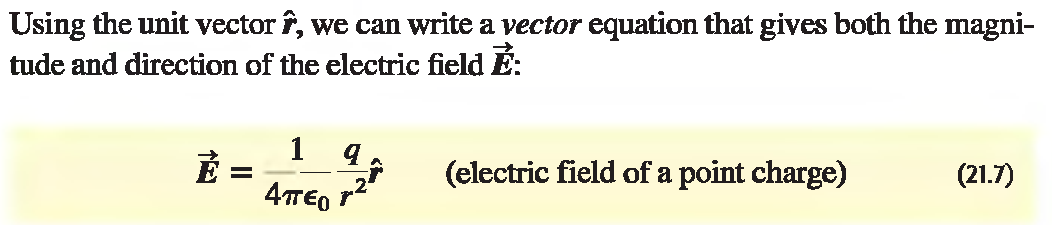 Using the unit vector r̂, we can write a vector equation that gives both the magni-
tude and direction of the electric field E⃗:
E⃗ = 1/(4πϵ₀) q/r² r̂ (electric field of a point charge) (21.7)